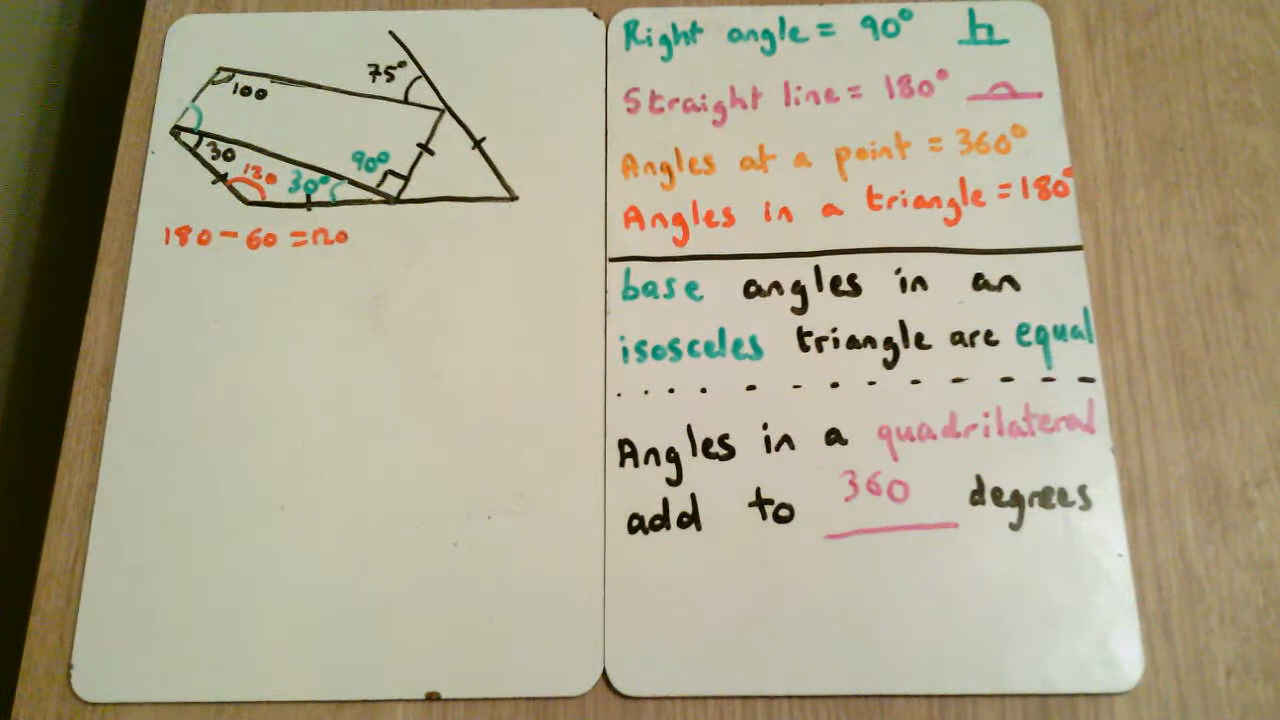 75°
100
30
90°
120
30°
180 - 60 = 120
Right angle = 90°
Straight line = 180°
Angles at a point = 360°
Angles in a triangle = 180°
base angles in an
isosceles triangle are equal
Angles in a quadrilateral
add to 360 degrees